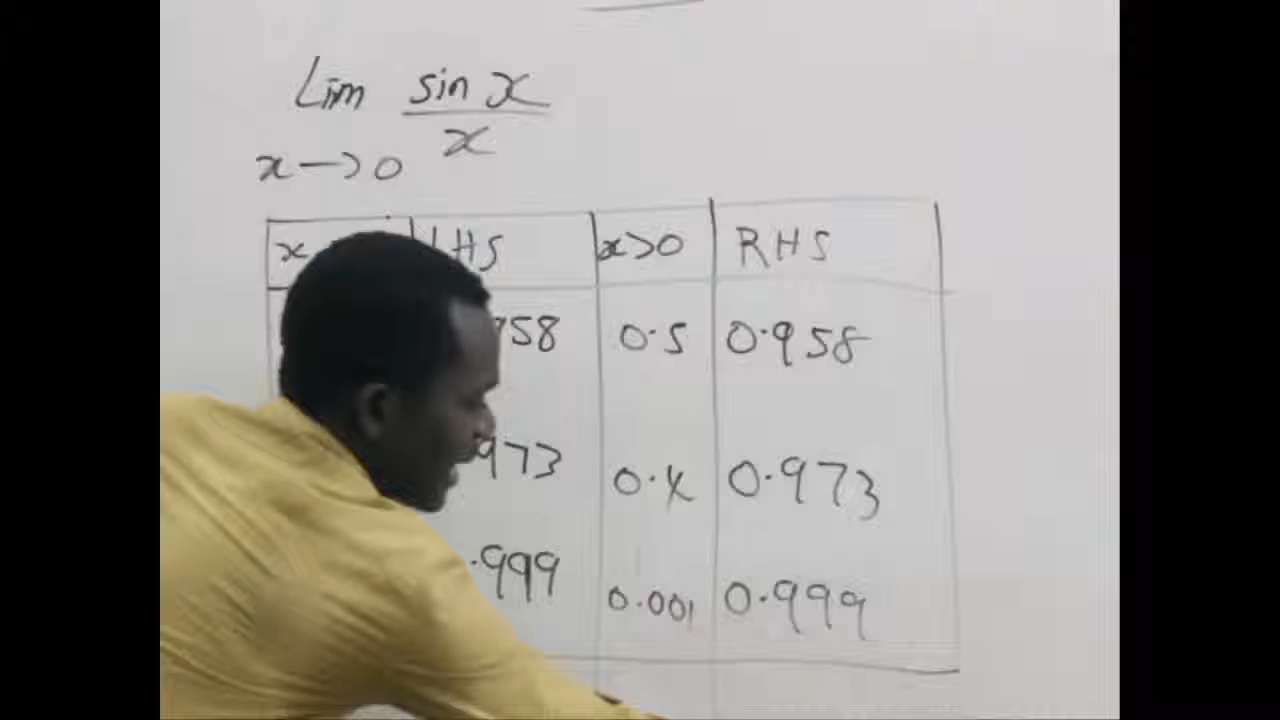 Lim sin x
x
x → 0
x LHS x>0 RHS
58 0.5 0.958
973 0.4 0.973
.999 0.001 0.999